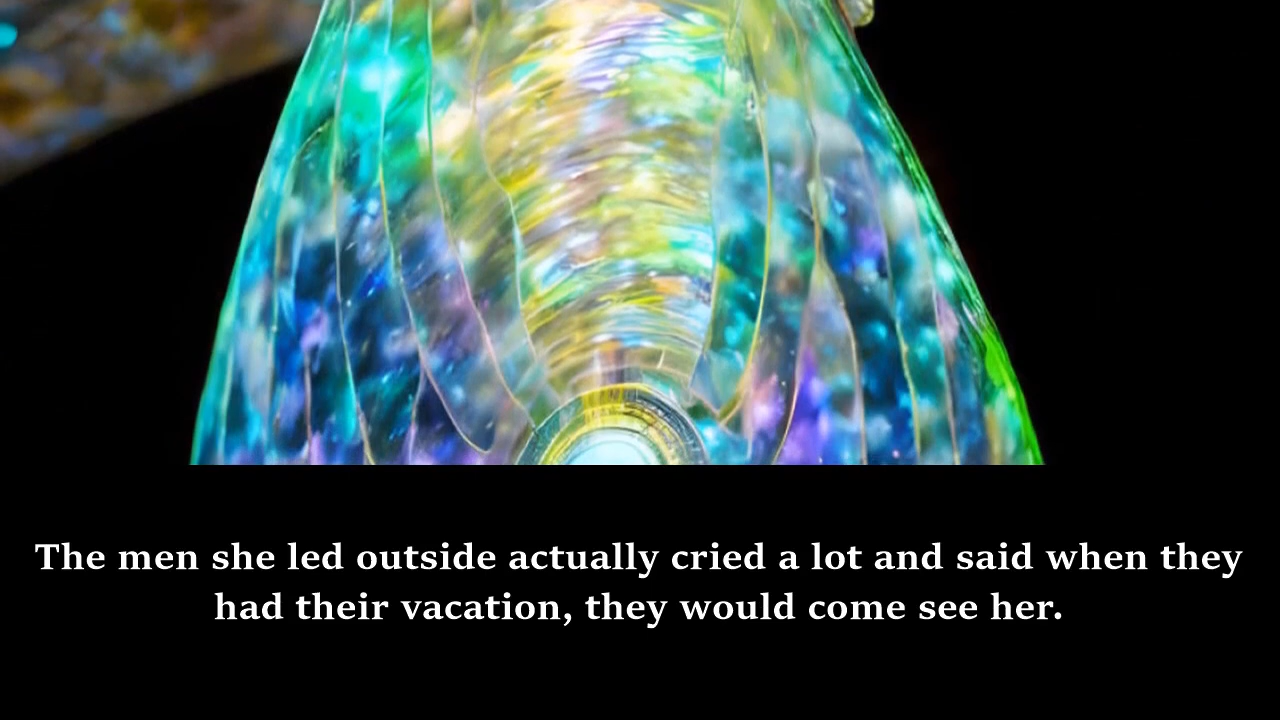 The men she led outside actually cried a lot and said when they
had their vacation, they would come see her.